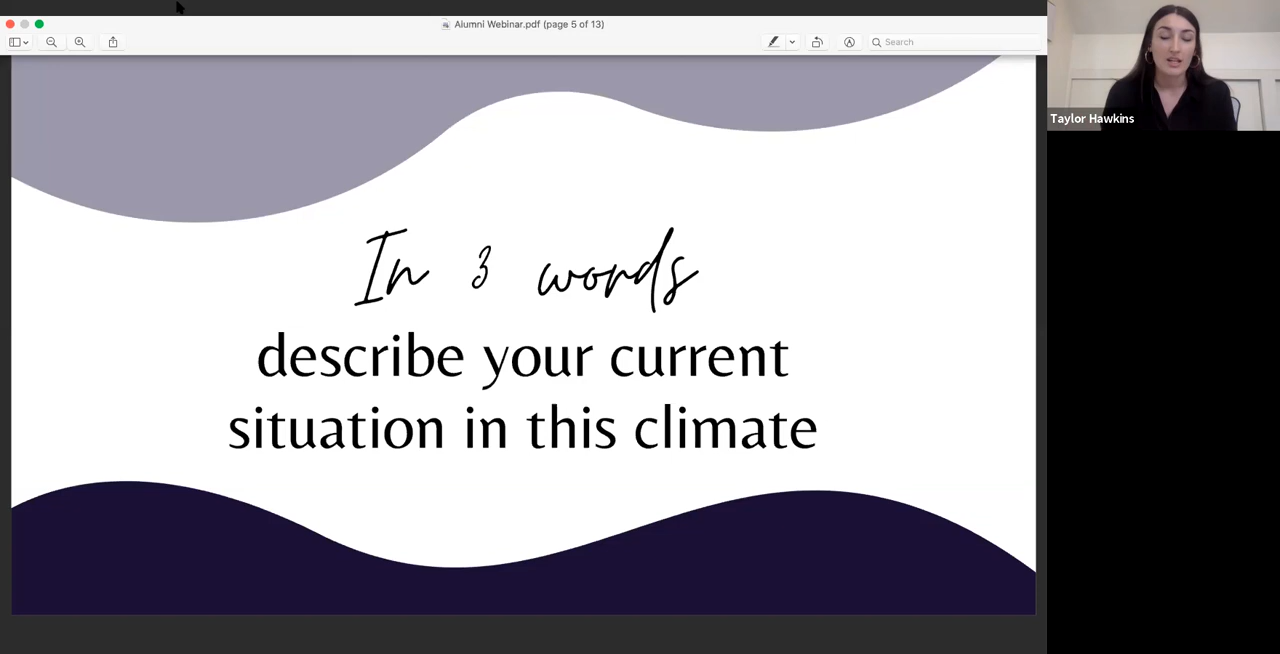 Aiumni Webinar.pdf (page 5 of 13)
Search
In 3 words
describe your current
situation in this climate
Taylor Hawkins